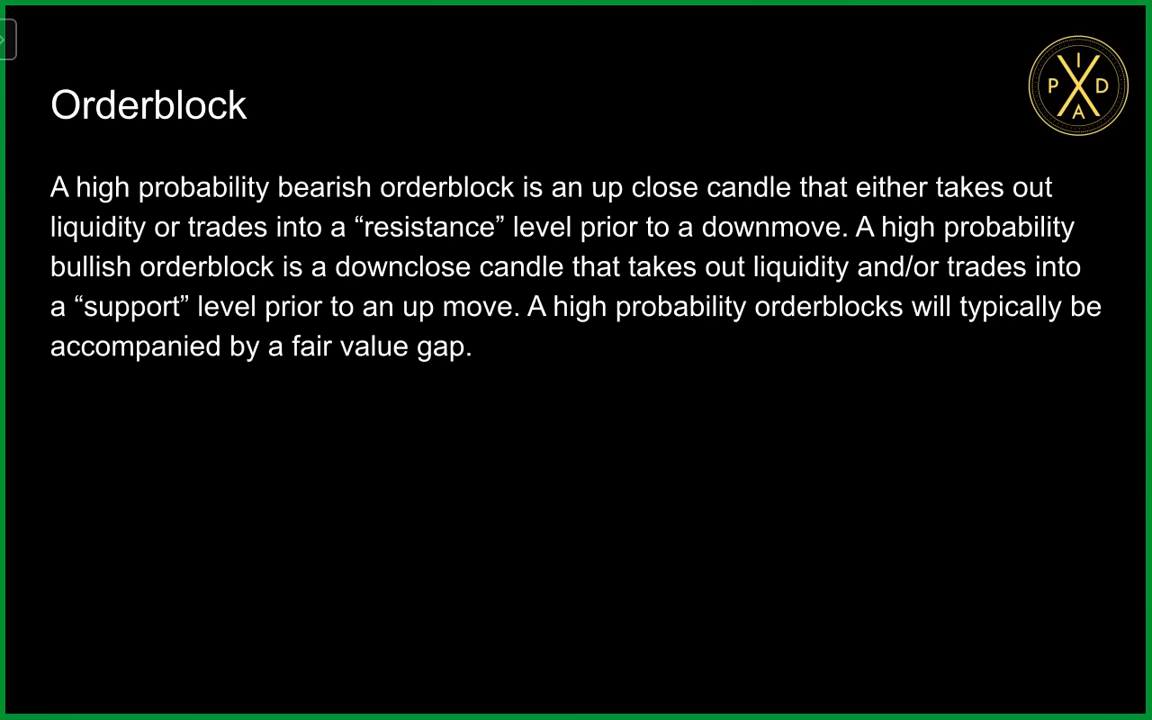 Orderblock
I
P D
A
A high probability bearish orderblock is an up close candle that either takes out
liquidity or trades into a “resistance” level prior to a downmove. A high probability
bullish orderblock is a downclose candle that takes out liquidity and/or trades into
a “support” level prior to an up move. A high probability orderblocks will typically be
accompanied by a fair value gap.